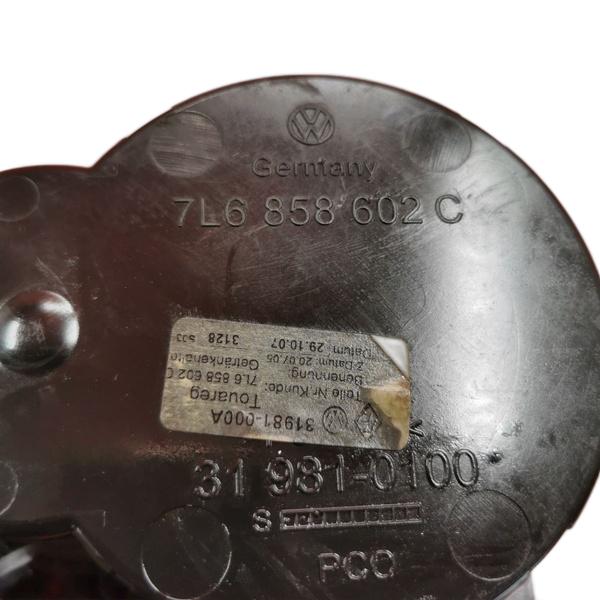 Germany
7L6 858 602 C
31981-000A
Touareg
Teile Nr Kunde: 7L6 858 602 C
Benennung: Getränkehalte
Z-Datum: 20.07.05
Datum 29.10.07 3128
31 981-0100
S
PCO